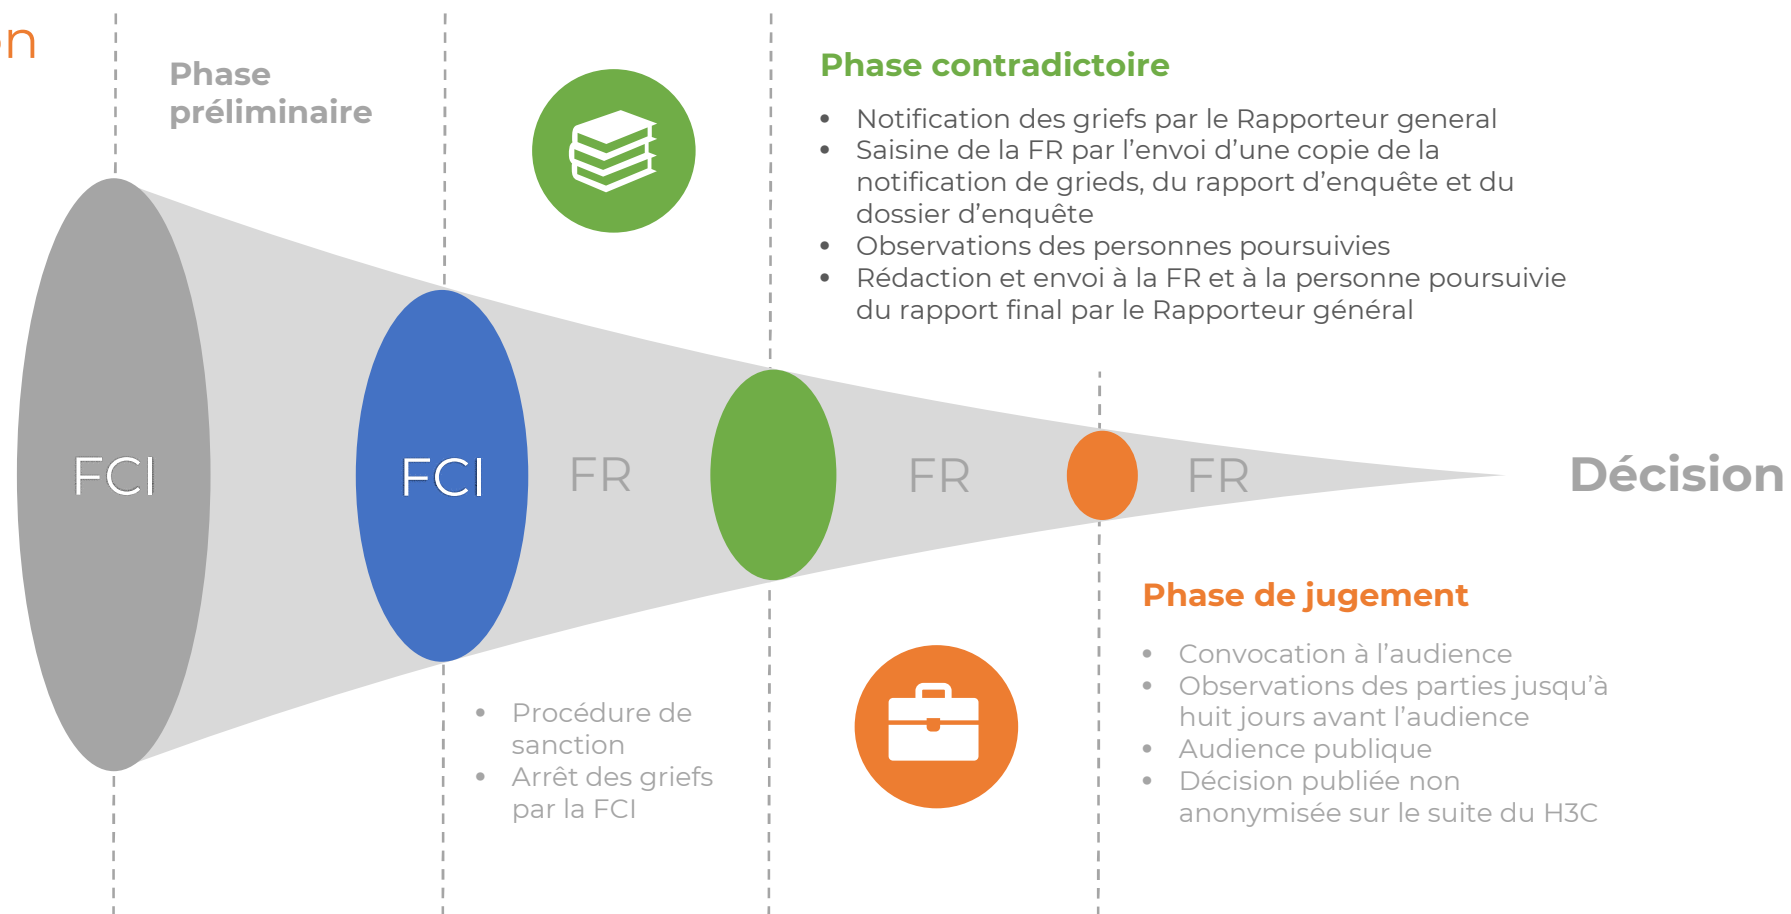 on
Phase
préliminaire
Phase contradictoire
• Notification des griefs par le Rapporteur general
• Saisine de la FR par l'envoi d'une copie de la
notification de grieds, du rapport d'enquête et du
dossier d'enquête
• Observations des personnes poursuivies
• Rédaction et envoi à la FR et à la personne poursuivie
du rapport final par le Rapporteur général
FCI
FCI
FR
FR
FR
Décision
• Procédure de
sanction
• Arrêt des griefs
par la FCI
Phase de jugement
• Convocation à l'audience
• Observations des parties jusqu'à
huit jours avant l'audience
• Audience publique
• Décision publiée non
anonymisée sur le suite du H3C